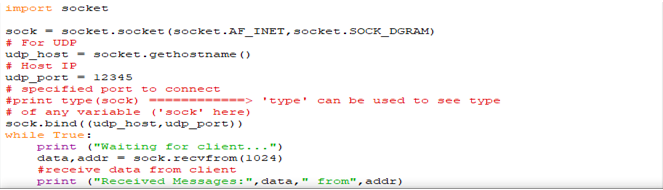 import socket
sock = socket.socket(socket.AF_INET,socket.SOCK_DGRAM)
# For UDP
udp_host = socket.gethostname()
# Host IP
udp_port = 12345
# specified port to connect
#print type(sock) ============> 'type' can be used to see type
# of any variable ('sock' here)
sock.bind((udp_host,udp_port))
while True:
    print ("Waiting for client...")
    data,addr = sock.recvfrom(1024)
    #receive data from client
    print ("Received Messages:",data," from",addr)